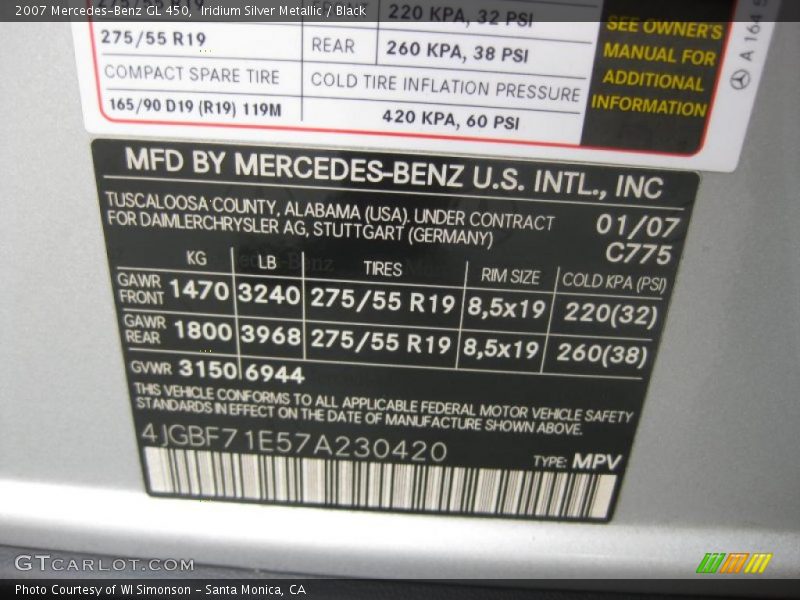 2007 Mercedes-Benz GL 450, Iridium Silver Metallic / Black
275/55 R19 220 KPA, 32 PSI
275/55 R19 REAR 260 KPA, 38 PSI
COMPACT SPARE TIRE COLD TIRE INFLATION PRESSURE
165/90 D19 (R19) 119M 420 KPA, 60 PSI
SEE OWNER'S
MANUAL FOR
ADDITIONAL
INFORMATION
A 164 5
MFD BY MERCEDES-BENZ U.S. INTL., INC
TUSCALOOSA COUNTY, ALABAMA (USA). UNDER CONTRACT
FOR DAIMLERCHRYSLER AG, STUTTGART (GERMANY)
01/07
C775
KG LB TIRES RIM SIZE COLD KPA (PSI)
GAWR
FRONT 1470 3240 275/55 R19 8,5x19 220(32)
GAWR
REAR 1800 3968 275/55 R19 8,5x19 260(38)
GVWR 3150 6944
THIS VEHICLE CONFORMS TO ALL APPLICABLE FEDERAL MOTOR VEHICLE SAFETY
STANDARDS IN EFFECT ON THE DATE OF MANUFACTURE SHOWN ABOVE.
4JGBF71E57A230420
TYPE: MPV
GTCARLOT.COM
Photo Courtesy of WI Simonson - Santa Monica, CA